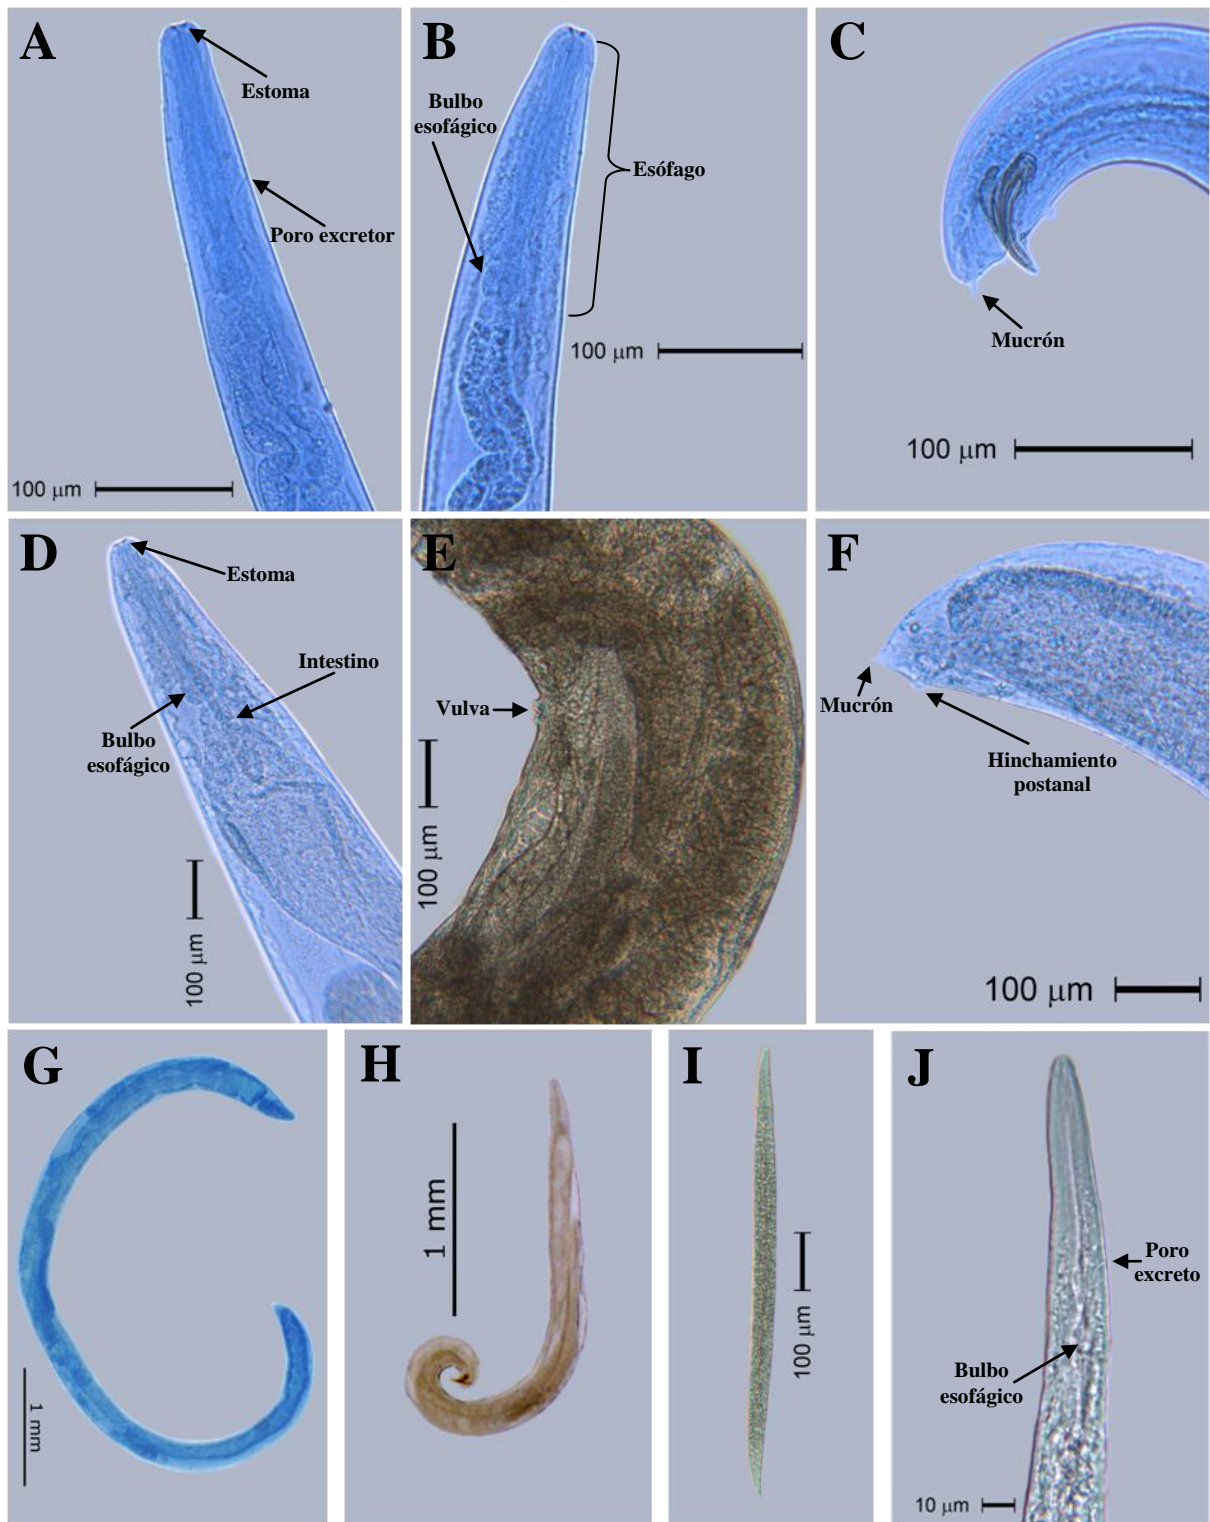 A
Estoma
Poro excretor
100 µm
B
Bulbo
esofágico
Esófago
100 µm
C
Mucrón
100 µm
D
Estoma
Intestino
Bulbo
esofágico
100 µm
E
Vulva
100 µm
F
Mucrón
Hinchamiento
postanal
100 µm
G
1 mm
H
1 mm
I
100 µm
J
Poro
excreto
Bulbo
esofágico
10 µm